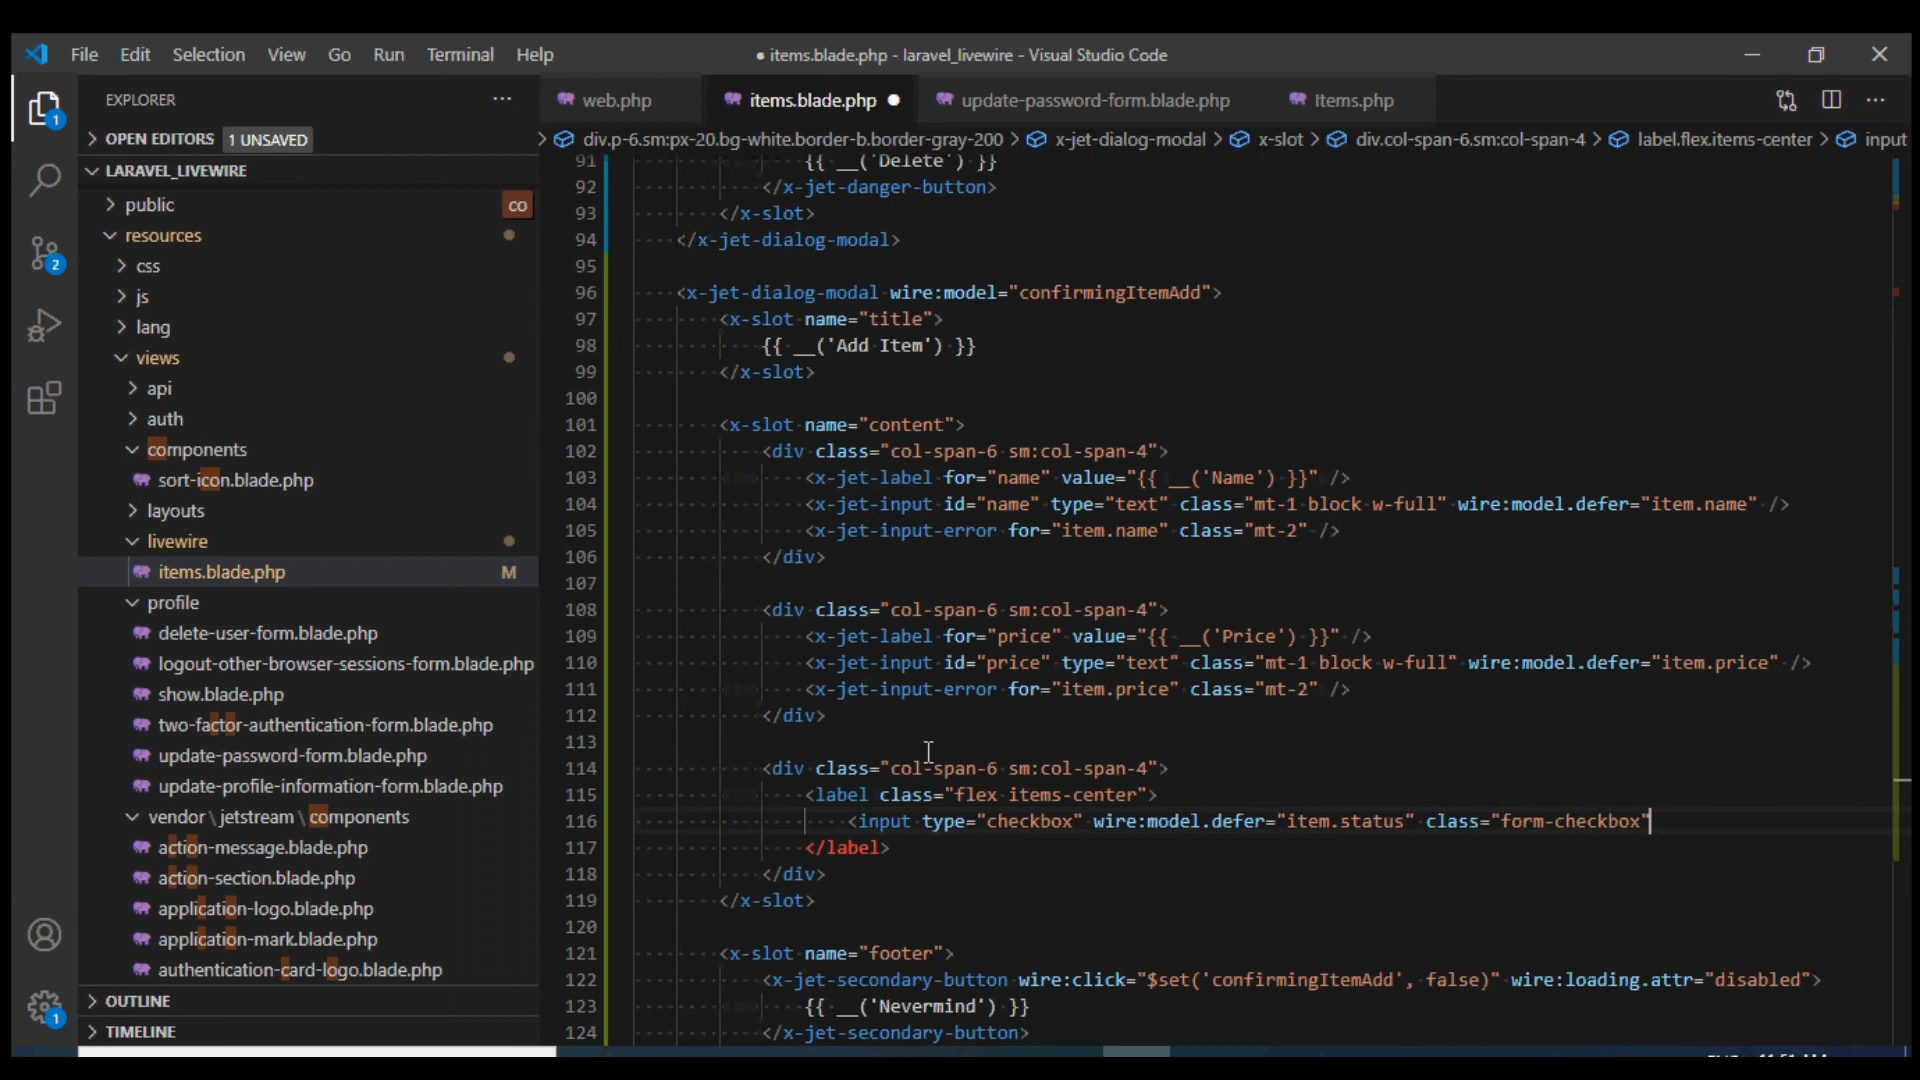 File Edit Selection View Go Run Terminal Help
● items.blade.php - laravel_livewire - Visual Studio Code
EXPLORER
OPEN EDITORS 1 UNSAVED
LARAVEL_LIVEWIRE
public
resources
css
js
lang
views
api
auth
components
sort-icon.blade.php
layouts
livewire
items.blade.php M
profile
delete-user-form.blade.php
logout-other-browser-sessions-form.blade.php
show.blade.php
two-factor-authentication-form.blade.php
update-password-form.blade.php
update-profile-information-form.blade.php
vendor\jetstream\components
action-message.blade.php
action-section.blade.php
application-logo.blade.php
application-mark.blade.php
authentication-card-logo.blade.php
OUTLINE
TIMELINE
co
1
2
1
web.php items.blade.php update-password-form.blade.php Items.php
div.p-6.sm:px-20.bg-white.border-b.border-gray-200 > x-jet-dialog-modal > x-slot > div.col-span-6.sm:col-span-4 > label.flex.items-center > input
91 {{ __('Delete') }}
92 </x-jet-danger-button>
93 </x-slot>
94 </x-jet-dialog-modal>
95
96 <x-jet-dialog-modal wire:model="confirmingItemAdd">
97 <x-slot name="title">
98 {{ __('Add Item') }}
99 </x-slot>
100
101 <x-slot name="content">
102 <div class="col-span-6 sm:col-span-4">
103 <x-jet-label for="name" value="{{ __('Name') }}" />
104 <x-jet-input id="name" type="text" class="mt-1 block w-full" wire:model.defer="item.name" />
105 <x-jet-input-error for="item.name" class="mt-2" />
106 </div>
107
108 <div class="col-span-6 sm:col-span-4">
109 <x-jet-label for="price" value="{{ __('Price') }}" />
110 <x-jet-input id="price" type="text" class="mt-1 block w-full" wire:model.defer="item.price" />
111 <x-jet-input-error for="item.price" class="mt-2" />
112 </div>
113
114 <div class="col-span-6 sm:col-span-4">
115 <label class="flex items-center">
116 <input type="checkbox" wire:model.defer="item.status" class="form-checkbox"
117 </label>
118 </div>
119 </x-slot>
120
121 <x-slot name="footer">
122 <x-jet-secondary-button wire:click="$set('confirmingItemAdd', false)" wire:loading.attr="disabled">
123 {{ __('Nevermind') }}
124 </x-jet-secondary-button>